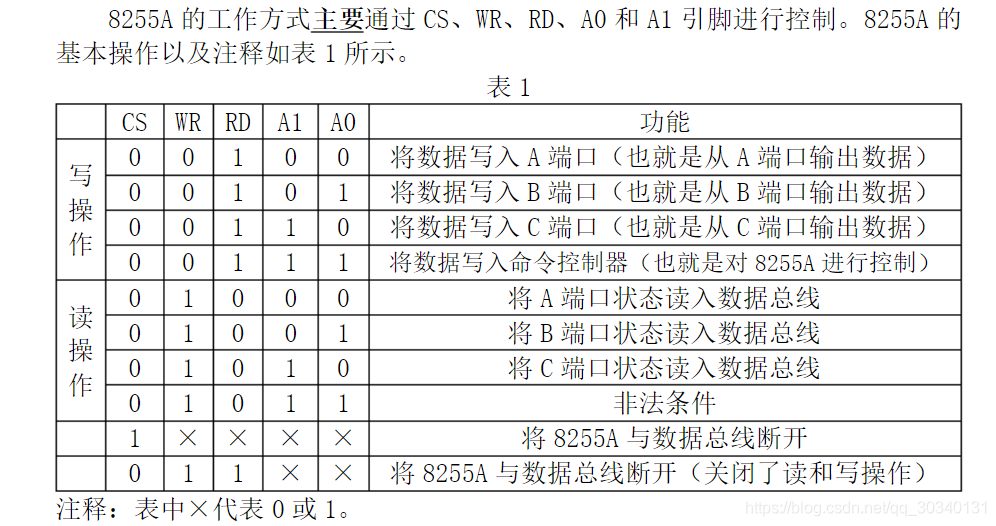 8255A 的工作方式主要通过 CS、WR、RD、A0 和 A1 引脚进行控制。8255A 的
基本操作以及注释如表 1 所示。
表 1
CS WR RD A1 A0 功能
写操作
0 0 1 0 0 将数据写入 A 端口（也就是从 A 端口输出数据）
0 0 1 0 1 将数据写入 B 端口（也就是从 B 端口输出数据）
0 0 1 1 0 将数据写入 C 端口（也就是从 C 端口输出数据）
0 0 1 1 1 将数据写入命令控制器（也就是对 8255A 进行控制）
读操作
0 1 0 0 0 将 A 端口状态读入数据总线
0 1 0 0 1 将 B 端口状态读入数据总线
0 1 0 1 0 将 C 端口状态读入数据总线
0 1 0 1 1 非法条件
1 × × × × 将 8255A 与数据总线断开
0 1 1 × × 将 8255A 与数据总线断开（关闭了读和写操作）
注释：表中×代表 0 或 1。
https://blog.csdn.net/qq_30340131